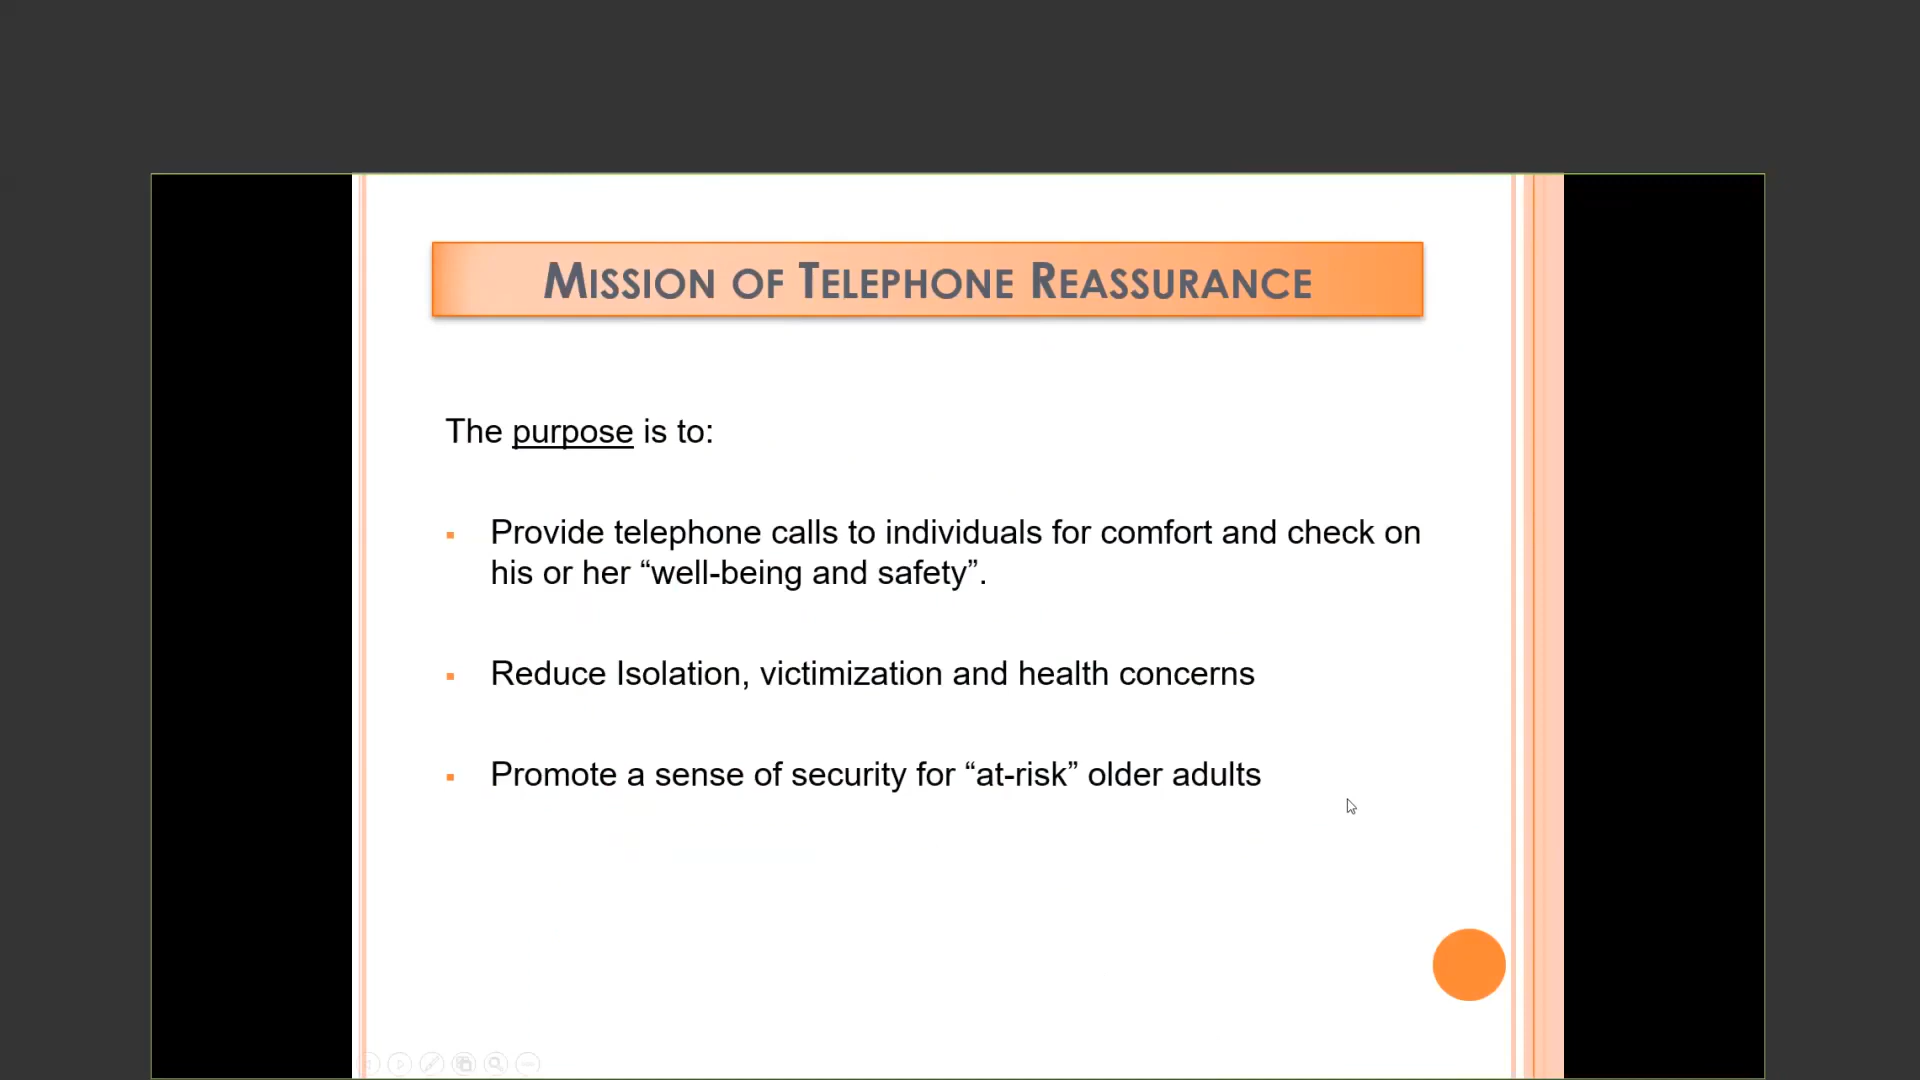 MISSION OF TELEPHONE REASSURANCE
The purpose is to:
▪ Provide telephone calls to individuals for comfort and check on
his or her “well-being and safety”.
▪ Reduce Isolation, victimization and health concerns
▪ Promote a sense of security for “at-risk” older adults